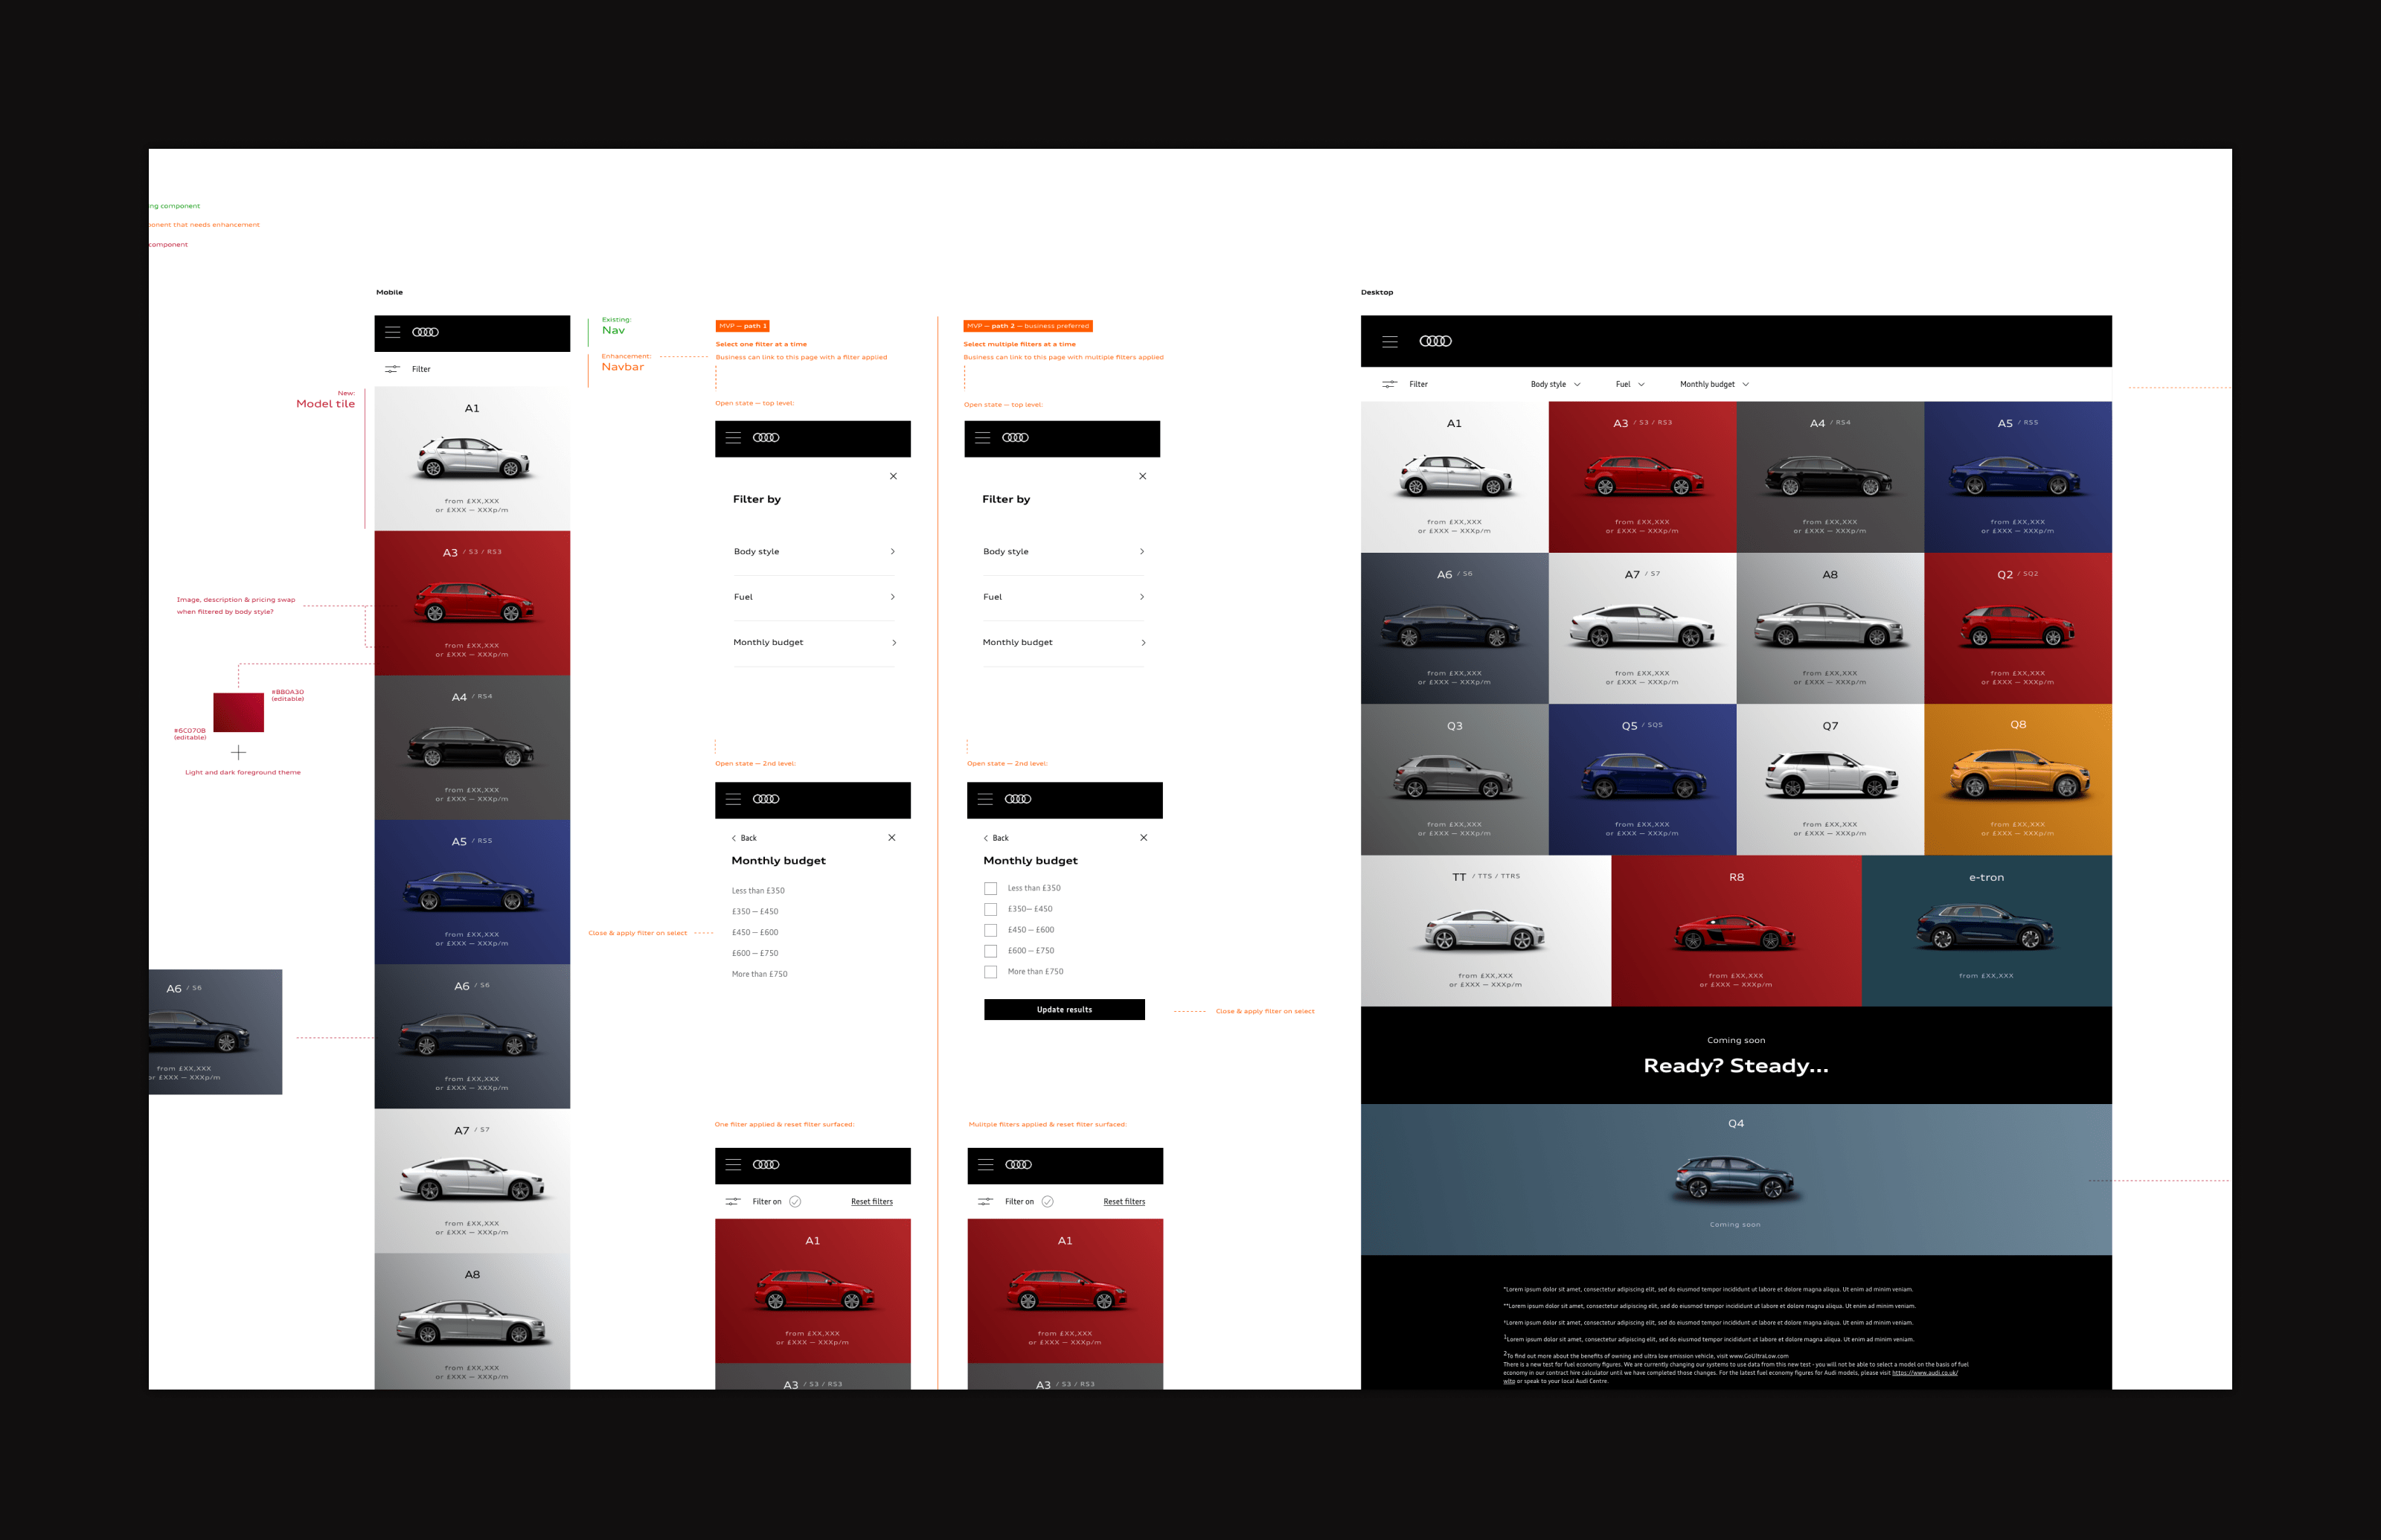 ng component
onent that needs enhancement
component
Mobile
Filter
A1
from £XX,XXX
or £XXX — XXXp/m
A3 / S3 / RS3
from £XX,XXX
or £XXX — XXXp/m
A4 / RS4
from £XX,XXX
or £XXX — XXXp/m
A5 / RS5
from £XX,XXX
or £XXX — XXXp/m
A6 / S6
from £XX,XXX
or £XXX — XXXp/m
A7 / S7
from £XX,XXX
or £XXX — XXXp/m
A8
from £XX,XXX
New:
Model tile
Image, description & pricing swap
when filtered by body style?
#BB0A30
(editable)
#6C070B
(editable)
Light and dark foreground theme
A6 / S6
from £XX,XXX
or £XXX — XXXp/m
Existing:
Nav
Enhancement:
Navbar
MVP — path 1
Select one filter at a time
Business can link to this page with a filter applied
Open state — top level:
Filter by
Body style
Fuel
Monthly budget
Open state — 2nd level:
Back
Monthly budget
Less than £350
£350 — £450
£450 — £600
£600 — £750
More than £750
Close & apply filter on select
One filter applied & reset filter surfaced:
Filter on
Reset filters
A1
from £XX,XXX
or £XXX — XXXp/m
A3 / S3 / RS3
MVP — path 2 — business preferred
Select multiple filters at a time
Business can link to this page with multiple filters applied
Open state — top level:
Filter by
Body style
Fuel
Monthly budget
Open state — 2nd level:
Back
Monthly budget
Less than £350
£350— £450
£450 — £600
£600 — £750
More than £750
Update results
Close & apply filter on select
Mulitple filters applied & reset filter surfaced:
Filter on
Reset filters
A1
from £XX,XXX
or £XXX — XXXp/m
A3 / S3 / RS3
Desktop
Filter Body style Fuel Monthly budget
A1
from £XX,XXX
or £XXX — XXXp/m
A3 / S3 / RS3
from £XX,XXX
or £XXX — XXXp/m
A4 / RS4
from £XX,XXX
or £XXX — XXXp/m
A5 / RS5
from £XX,XXX
or £XXX — XXXp/m
A6 / S6
from £XX,XXX
or £XXX — XXXp/m
A7 / S7
from £XX,XXX
or £XXX — XXXp/m
A8
from £XX,XXX
or £XXX — XXXp/m
Q2 / SQ2
from £XX,XXX
or £XXX — XXXp/m
Q3
from £XX,XXX
or £XXX — XXXp/m
Q5 / SQ5
from £XX,XXX
or £XXX — XXXp/m
Q7
from £XX,XXX
or £XXX — XXXp/m
Q8
from £XX,XXX
or £XXX — XXXp/m
TT / TTS / TTRS
from £XX,XXX
or £XXX — XXXp/m
R8
from £XX,XXX
or £XXX — XXXp/m
e-tron
from £XX,XXX
Coming soon
Ready? Steady...
Q4
Coming soon
*Lorem ipsum dolor sit amet, consectetur adipiscing elit, sed do eiusmod tempor incididunt ut labore et dolore magna aliqua. Ut enim ad minim veniam.
**Lorem ipsum dolor sit amet, consectetur adipiscing elit, sed do eiusmod tempor incididunt ut labore et dolore magna aliqua. Ut enim ad minim veniam.
*Lorem ipsum dolor sit amet, consectetur adipiscing elit, sed do eiusmod tempor incididunt ut labore et dolore magna aliqua. Ut enim ad minim veniam.
1Lorem ipsum dolor sit amet, consectetur adipiscing elit, sed do eiusmod tempor incididunt ut labore et dolore magna aliqua. Ut enim ad minim veniam.
2To find out more about the benefits of owning and ultra low emission vehicle, visit www.GoUltraLow.com
There is a new test for fuel economy figures. We are currently changing our systems to use data from this new test - you will not be able to select a model on the basis of fuel
economy in our contract hire calculator until we have completed those changes. For the latest fuel economy figures for Audi models, please visit https://www.audi.co.uk/
wltp or speak to your local Audi Centre.